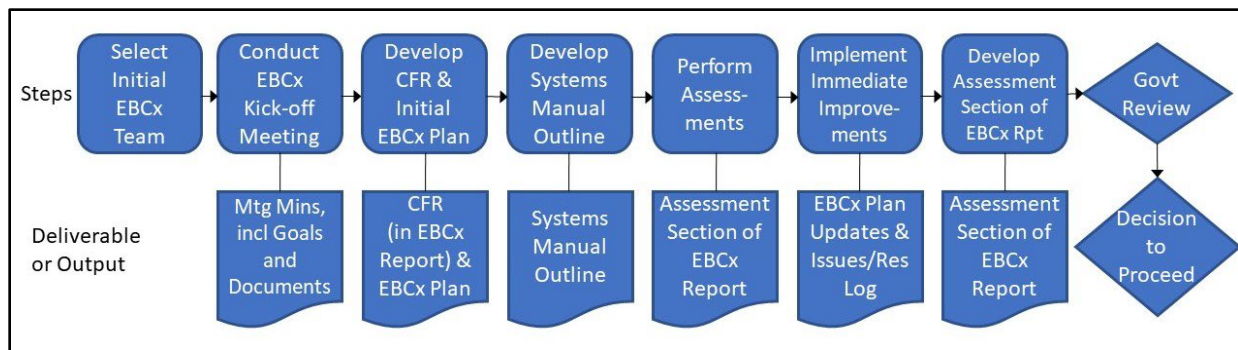 Steps
Select
Initial
EBCx
Team
Conduct
EBCx
Kick-off
Meeting
Develop
CFR &
Initial
EBCx Plan
Develop
Systems
Manual
Outline
Perform
Assess-
ments
Implement
Immediate
Improve-
ments
Develop
Assessment
Section of
EBCx Rpt
Govt
Review
Deliverable
or Output
Mtg Mins,
incl Goals
and
Documents
CFR
(in EBCx
Report) &
EBCx Plan
Systems
Manual
Outline
Assessment
Section of
EBCx
Report
EBCx Plan
Updates &
Issues/Res
Log
Assessment
Section of
EBCx
Report
Decision
to
Proceed